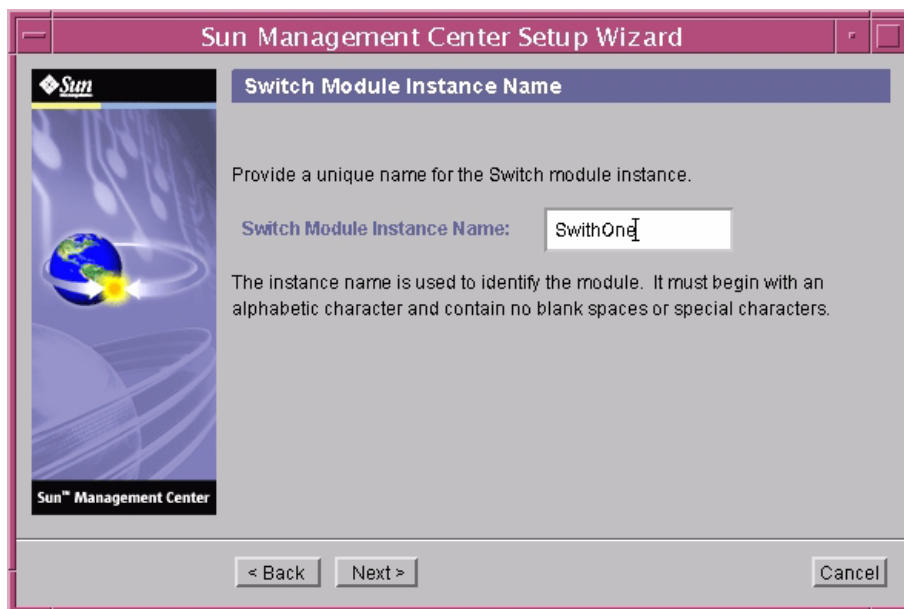 Sun Management Center Setup Wizard
Sun
Switch Module Instance Name
Provide a unique name for the Switch module instance.
Switch Module Instance Name: SwithOne
The instance name is used to identify the module. It must begin with an
alphabetic character and contain no blank spaces or special characters.
Sun™ Management Center
< Back Next > Cancel